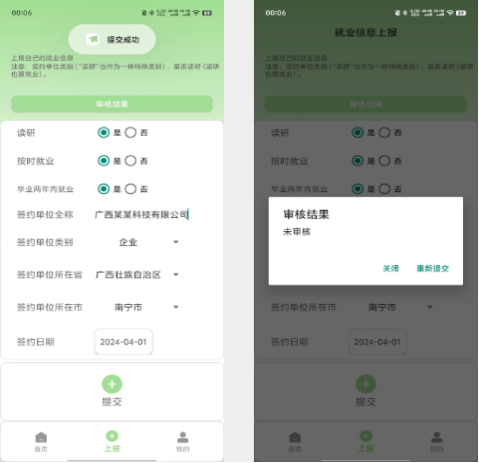 00:06
提交成功
上报自己的就业信息
注意:签约单位类别("读研"也作为一种特殊类别)，是否读研(读研
也算就业)。
审核结果
读研 是 否
按时就业 是 否
毕业两年内就业 是 否
签约单位全称 广西某某科技有限公司
签约单位类别 企业
签约单位所在省 广西壮族自治区
签约单位所在市 南宁市
签约日期 2024-04-01
提交
首页 上报 我的
00:06
就业信息上报
上报自己的就业信息
注意:签约单位类别("读研"也作为一种特殊类别)，是否读研(读研
也算就业)。
审核结果
读研 是 否
按时就业 是 否
毕业两年内就业 是 否
审核结果
未审核
关闭 重新提交
签约单位所在市 南宁市
签约日期 2024-04-01
提交
首页 上报 我的